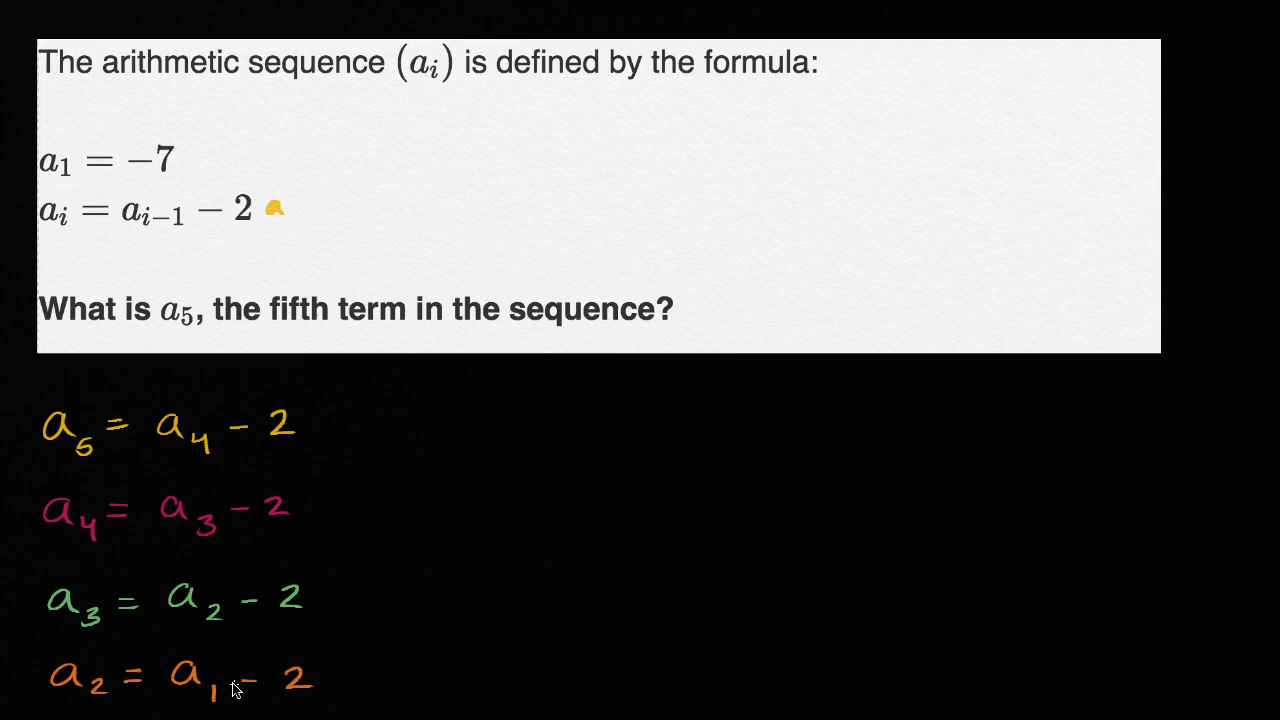 The arithmetic sequence (aᵢ) is defined by the formula:
a₁ = −7
aᵢ = aᵢ₋₁ − 2
What is a₅, the fifth term in the sequence?
a₅ = a₄ - 2
a₄ = a₃ - 2
a₃ = a₂ - 2
a₂ = a₁ - 2